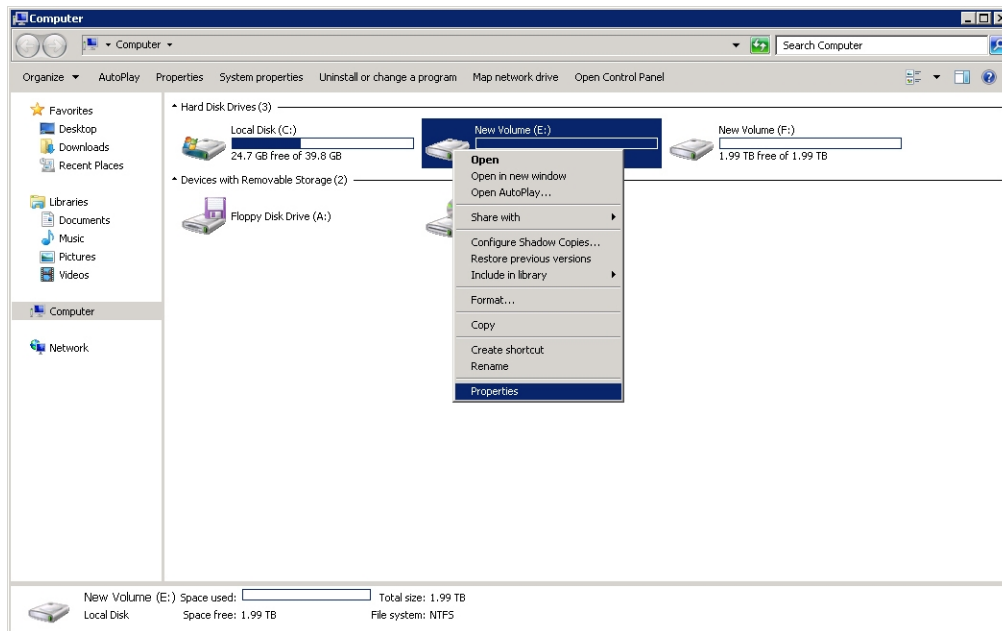 Computer
Computer
Search Computer
Organize AutoPlay Properties System properties Uninstall or change a program Map network drive Open Control Panel
Favorites
Desktop
Downloads
Recent Places
Libraries
Documents
Music
Pictures
Videos
Computer
Network
Hard Disk Drives (3)
Local Disk (C:)
24.7 GB free of 39.8 GB
New Volume (E:)
New Volume (F:)
1.99 TB free of 1.99 TB
Devices with Removable Storage (2)
Floppy Disk Drive (A:)
Open
Open in new window
Open AutoPlay...
Share with
Configure Shadow Copies...
Restore previous versions
Include in library
Format...
Copy
Create shortcut
Rename
Properties
New Volume (E:) Space used: Total size: 1.99 TB
Local Disk Space free: 1.99 TB File system: NTFS